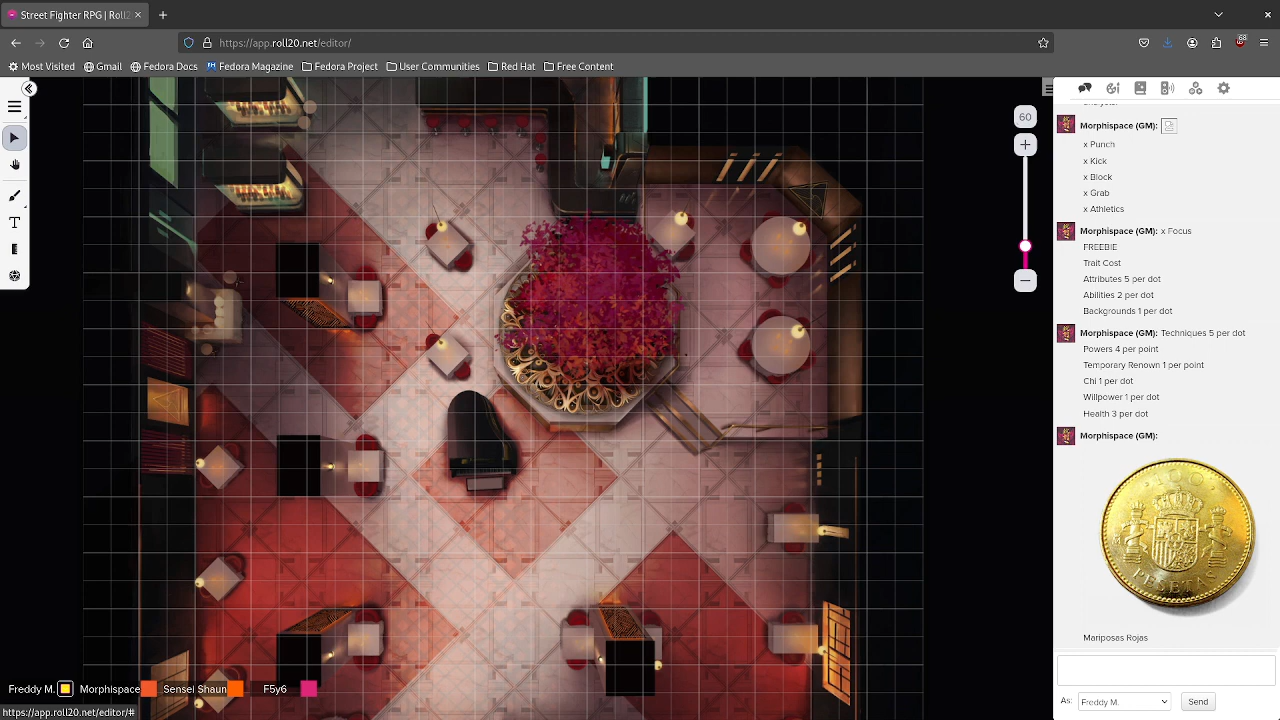 Street Fighter RPG | Roll2
https://app.roll20.net/editor/
Most Visited
Gmail
Fedora Docs
Fedora Magazine
Fedora Project
User Communities
Red Hat
Free Content
68
60
Morphispace (GM):
x Punch
x Kick
x Block
x Grab
x Athletics
Morphispace (GM): x Focus
FREEBIE
Trait Cost
Attributes 5 per dot
Abilities 2 per dot
Backgrounds 1 per dot
Morphispace (GM): Techniques 5 per dot
Powers 4 per point
Temporary Renown 1 per point
Chi 1 per dot
Willpower 1 per dot
Health 3 per dot
Morphispace (GM):
PESETAS
Mariposas Rojas
As: Freddy M. Send
Freddy M. Morphispace Sensei Shaun F5y6
https://app.roll20.net/editor/#